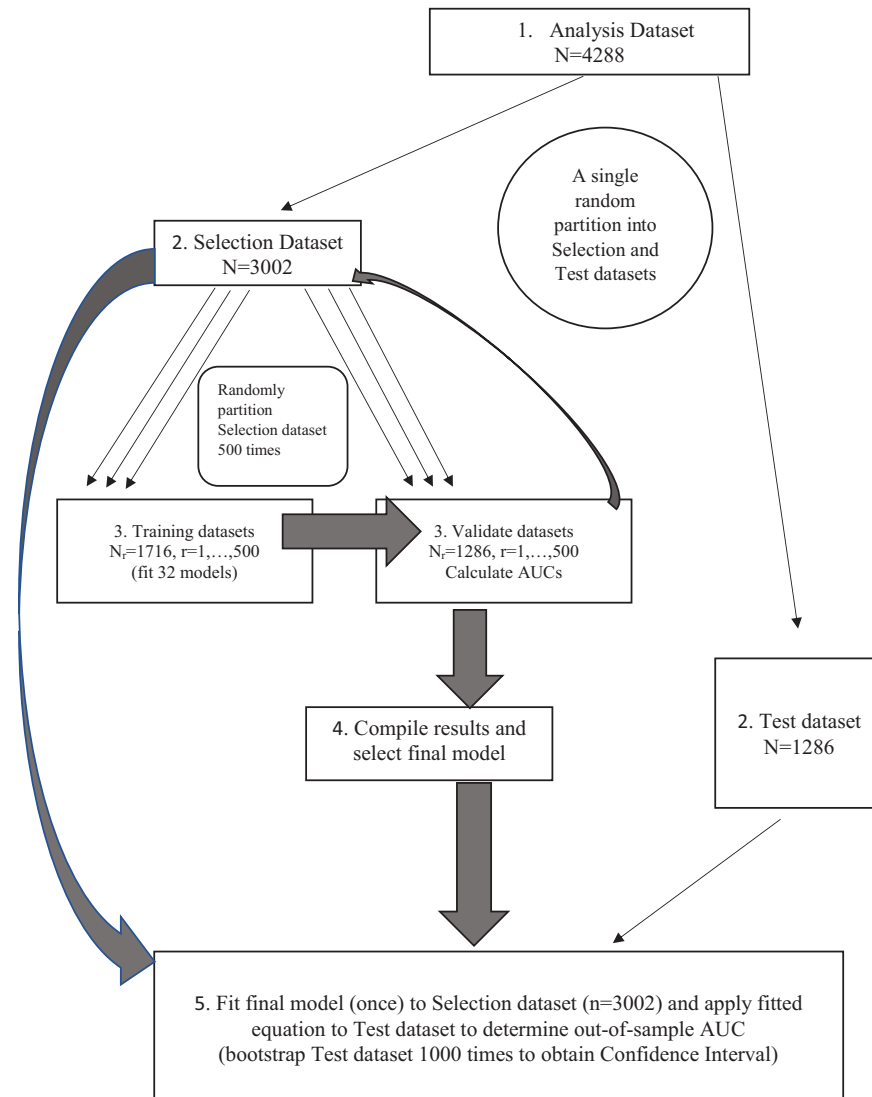 1. Analysis Dataset
N=4288
A single
random
partition into
Selection and
Test datasets
2. Selection Dataset
N=3002
Randomly
partition
Selection dataset
500 times
3. Training datasets
Nr=1716, r=1,…,500
(fit 32 models)
3. Validate datasets
Nr=1286, r=1,…,500
Calculate AUCs
4. Compile results and
select final model
2. Test dataset
N=1286
5. Fit final model (once) to Selection dataset (n=3002) and apply fitted
equation to Test dataset to determine out-of-sample AUC
(bootstrap Test dataset 1000 times to obtain Confidence Interval)